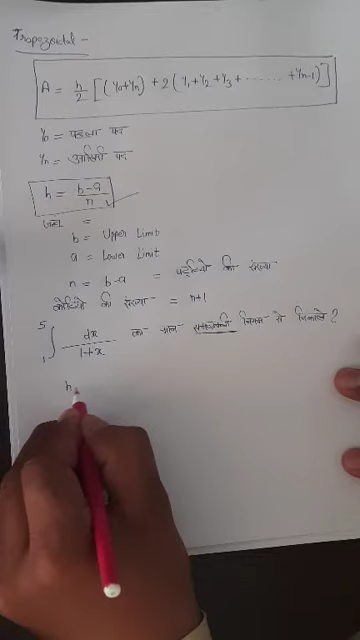 Trapezoidal -
A = h/2 [(y₀+yₙ) + 2(y₁+y₂+y₃+ ...... +yₙ₋₁)]
y₀ = पहला पद
yₙ = आखिरी पद
h = b-a/n
जहाँ =
b = Upper Limit
a = Lower Limit
n = b-a = पट्टियों की संख्या
कोटियों की संख्या = n+1
∫₁⁵ dx/1+x का मान समलम्बी नियम से निकालें?
h